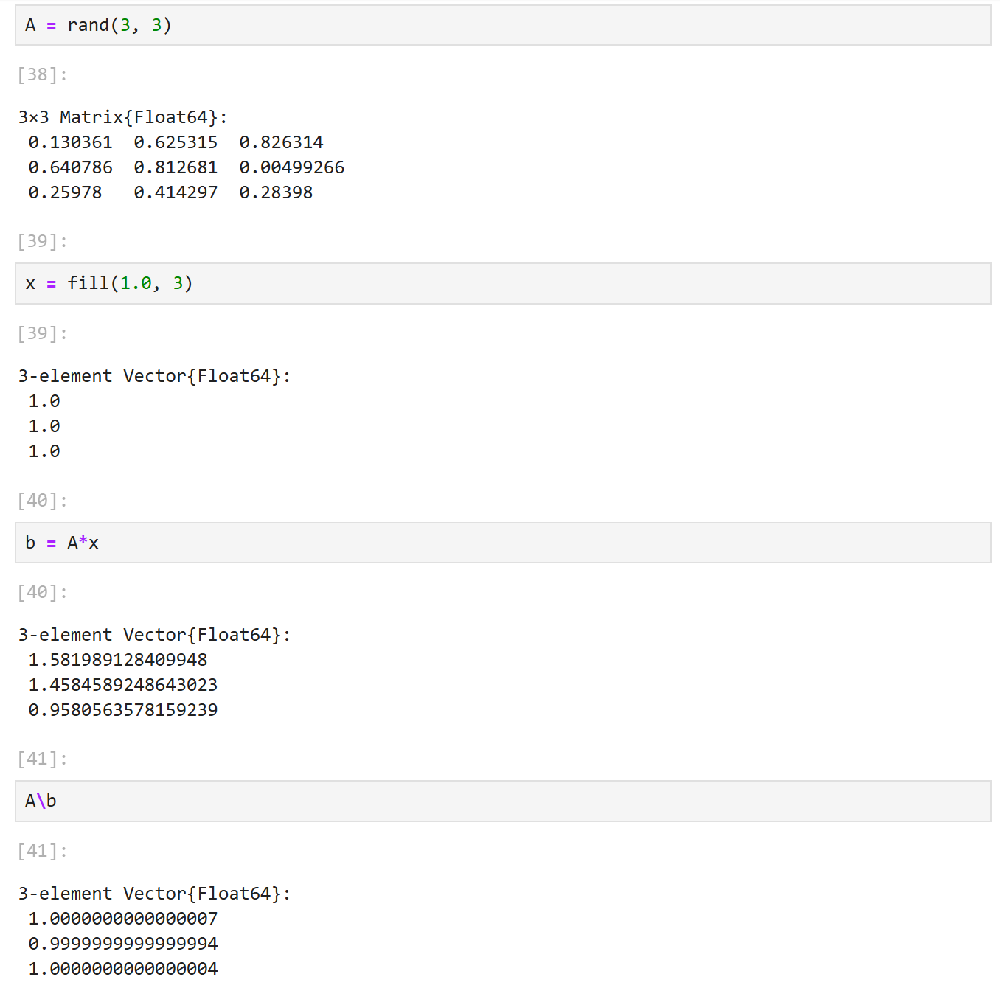 A = rand(3, 3)
[38]:
3×3 Matrix{Float64}:
0.130361 0.625315 0.826314
0.640786 0.812681 0.00499266
0.25978 0.414297 0.28398
[39]:
x = fill(1.0, 3)
[39]:
3-element Vector{Float64}:
1.0
1.0
1.0
[40]:
b = A*x
[40]:
3-element Vector{Float64}:
1.581989128409948
1.4584589248643023
0.9580563578159239
[41]:
A\b
[41]:
3-element Vector{Float64}:
1.0000000000000007
0.9999999999999994
1.0000000000000004